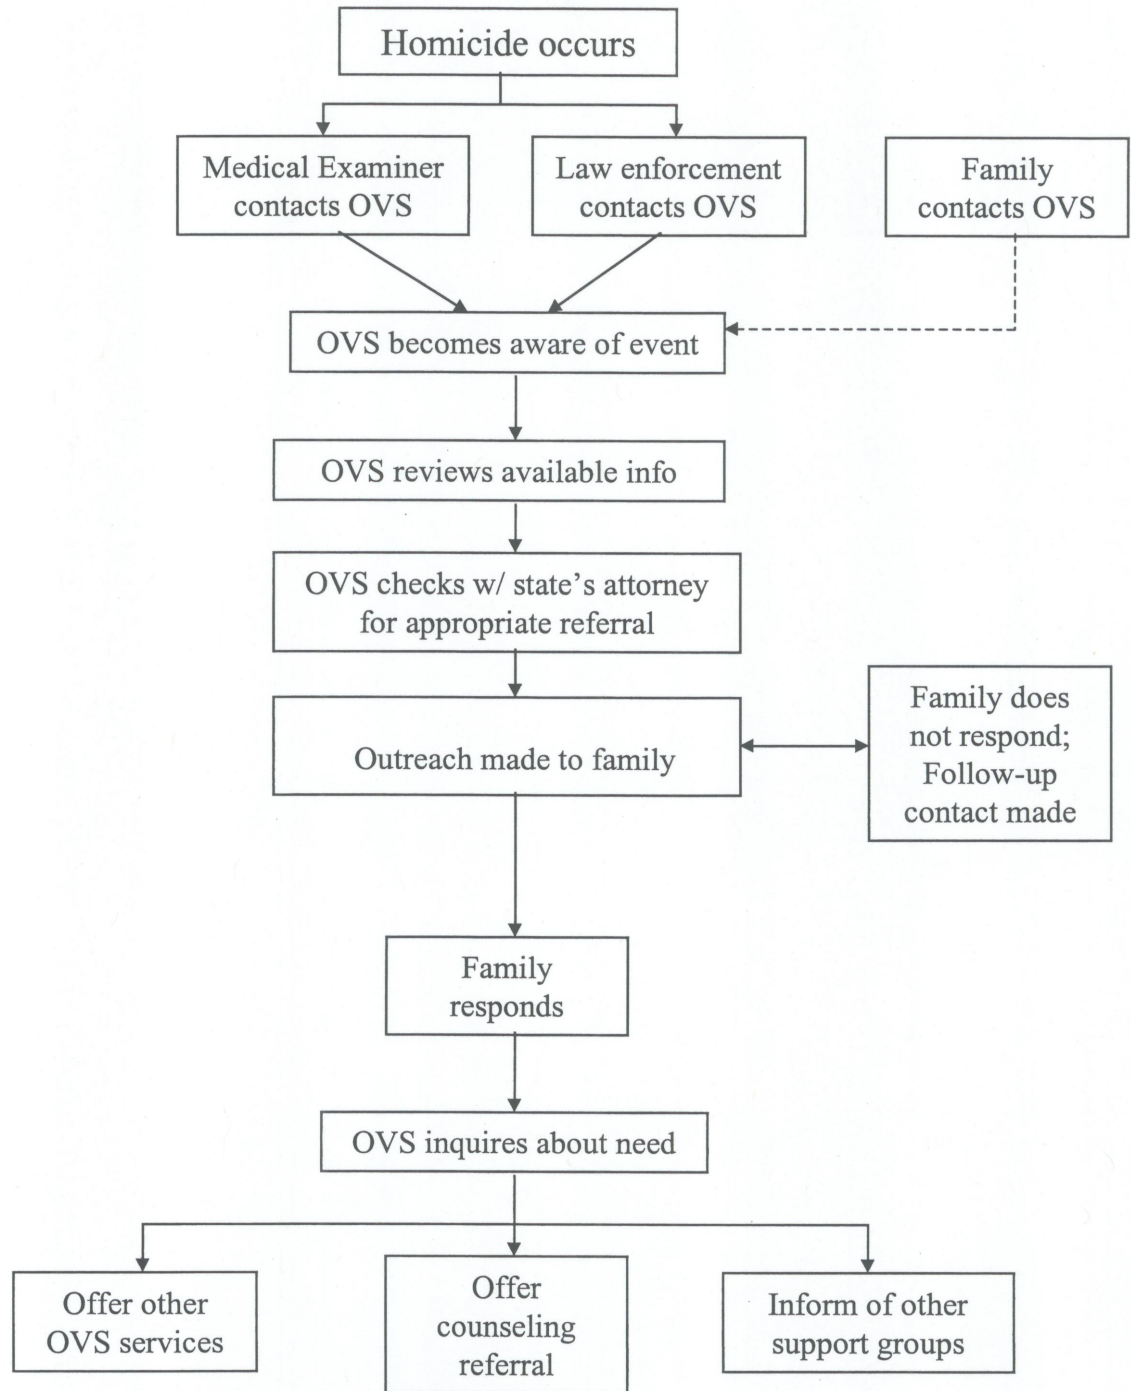 Homicide occurs
Medical Examiner
contacts OVS
Law enforcement
contacts OVS
Family
contacts OVS
OVS becomes aware of event
OVS reviews available info
OVS checks w/ state’s attorney
for appropriate referral
Outreach made to family
Family does
not respond;
Follow-up
contact made
Family
responds
OVS inquires about need
Offer other
OVS services
Offer
counseling
referral
Inform of other
support groups